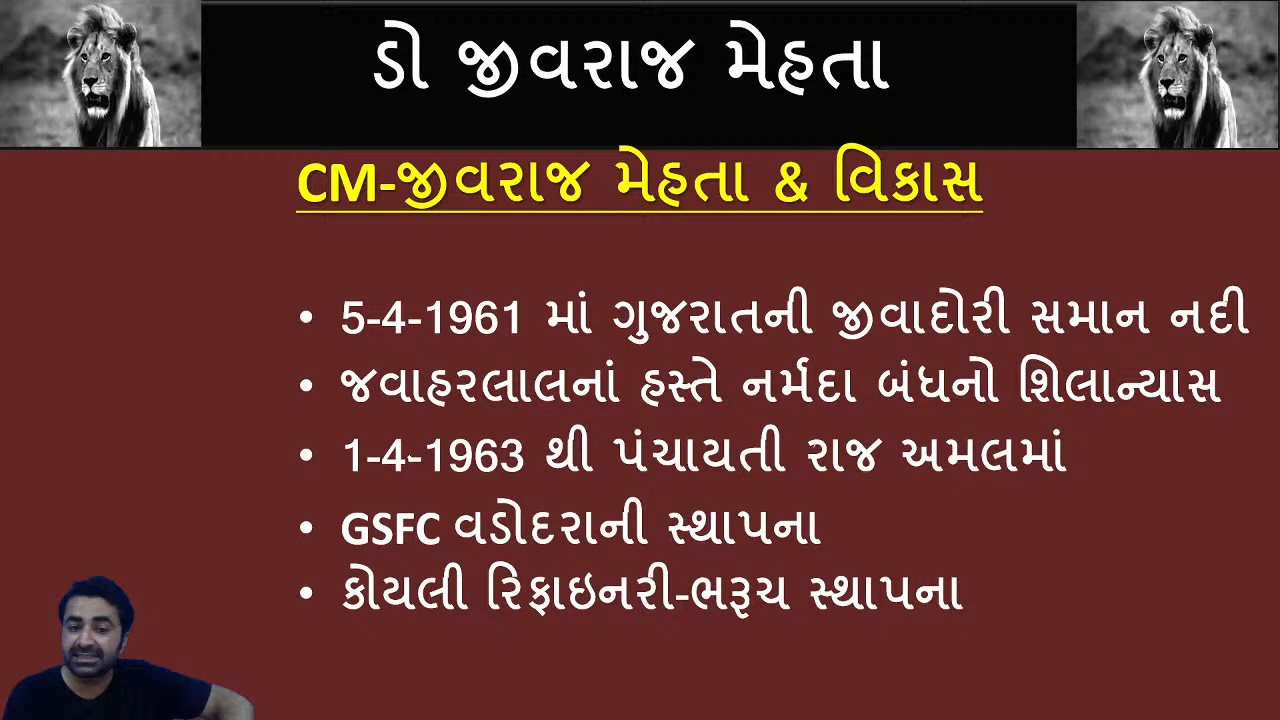 ડો જીવરાજ મેહતા
CM-જીવરાજ મેહતા & વિકાસ
• 5-4-1961 માં ગુજરાતની જીવાદોરી સમાન નદી
• જવાહરલાલનાં હસ્તે નર્મદા બંધનો શિલાન્યાસ
• 1-4-1963 થી પંચાયતી રાજ અમલમાં
• GSFC વડોદરાની સ્થાપના
• કોયલી રિફાઇનરી-ભરૂચ સ્થાપના